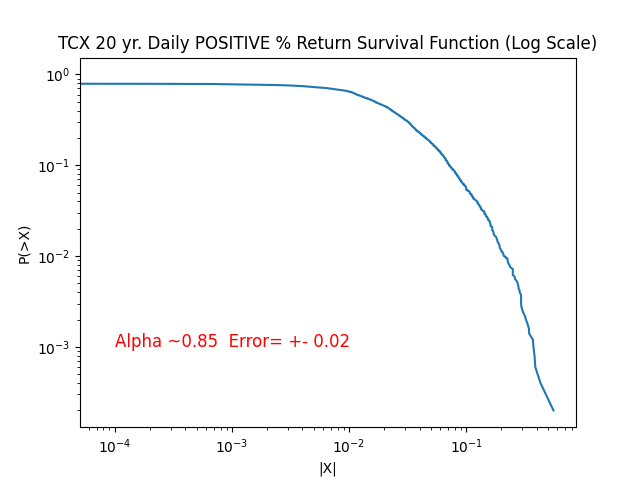 TCX 20 yr. Daily POSITIVE % Return Survival Function (Log Scale)
10⁰
10⁻¹
10⁻²
10⁻³
P(>X)
Alpha ~0.85 Error= +- 0.02
10⁻⁴
10⁻³
10⁻²
10⁻¹
|X|